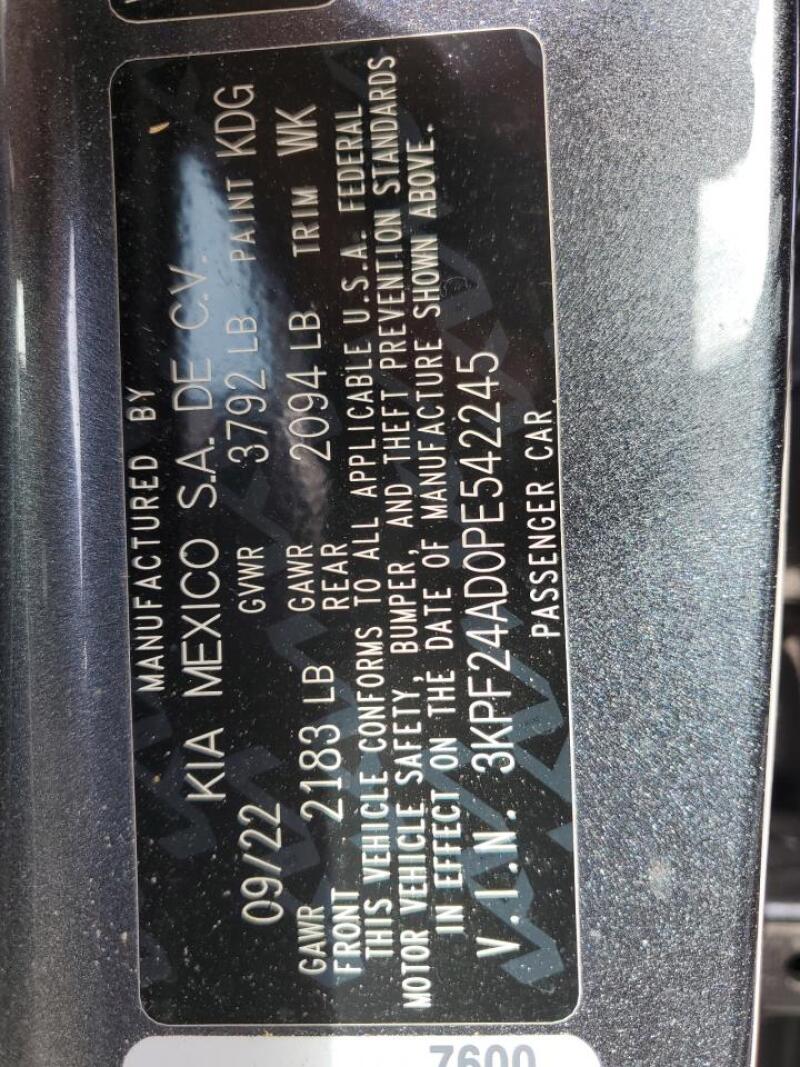 MANUFACTURED BY
KIA MEXICO S.A. DE C.V.
09/22 GVWR 3792 LB PAINT KDG
GAWR FRONT 2183 LB GAWR REAR 2094 LB TRIM WK
THIS VEHICLE CONFORMS TO ALL APPLICABLE U.S.A. FEDERAL
MOTOR VEHICLE SAFETY, BUMPER, AND THEFT PREVENTION STANDARDS
IN EFFECT ON THE DATE OF MANUFACTURE SHOWN ABOVE.
V.I.N. 3KPF24AD0PE542245
PASSENGER CAR
7600